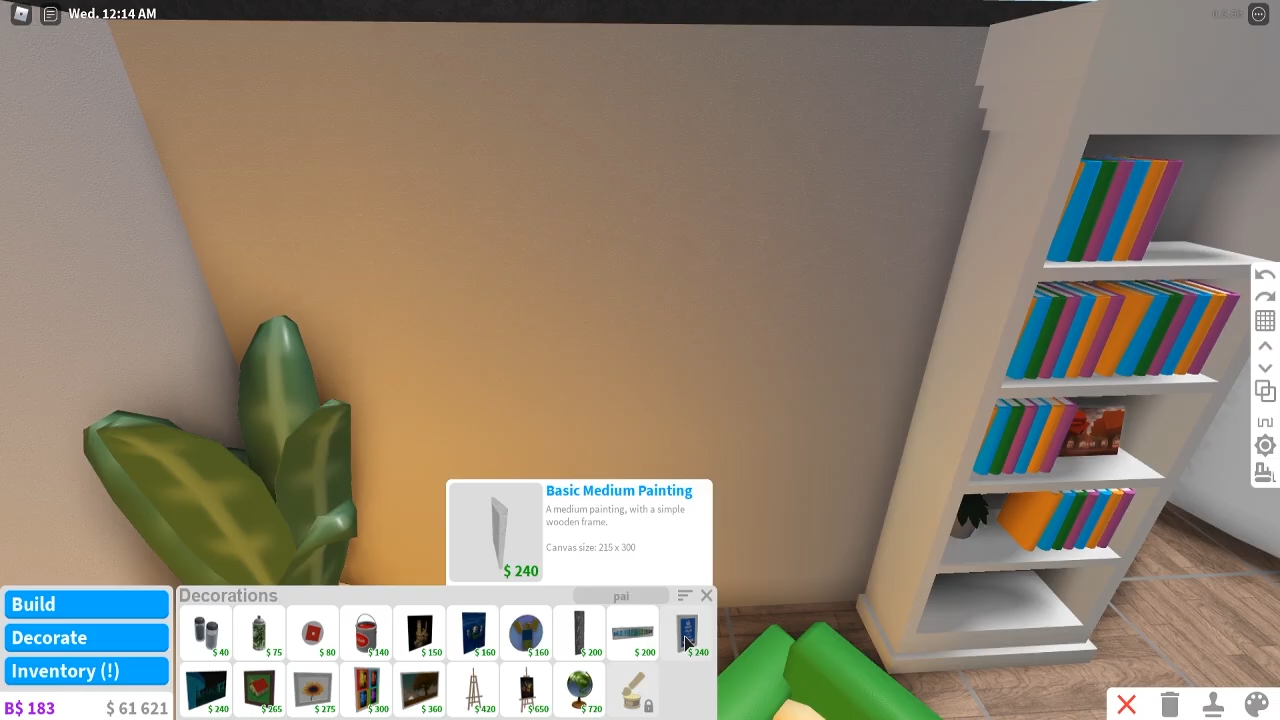 Wed. 12:14 AM
Basic Medium Painting
A medium painting, with a simple
wooden frame.
Canvas size: 215 x 300
$ 240
Build
Decorate
Inventory (!)
B$ 183
$ 61 621
Decorations
pai
$ 40
$ 75
$ 80
$ 140
$ 150
$ 160
$ 160
$ 200
$ 200
$ 240
$ 240
$ 265
$ 275
$ 300
$ 360
$ 420
$ 650
$ 720